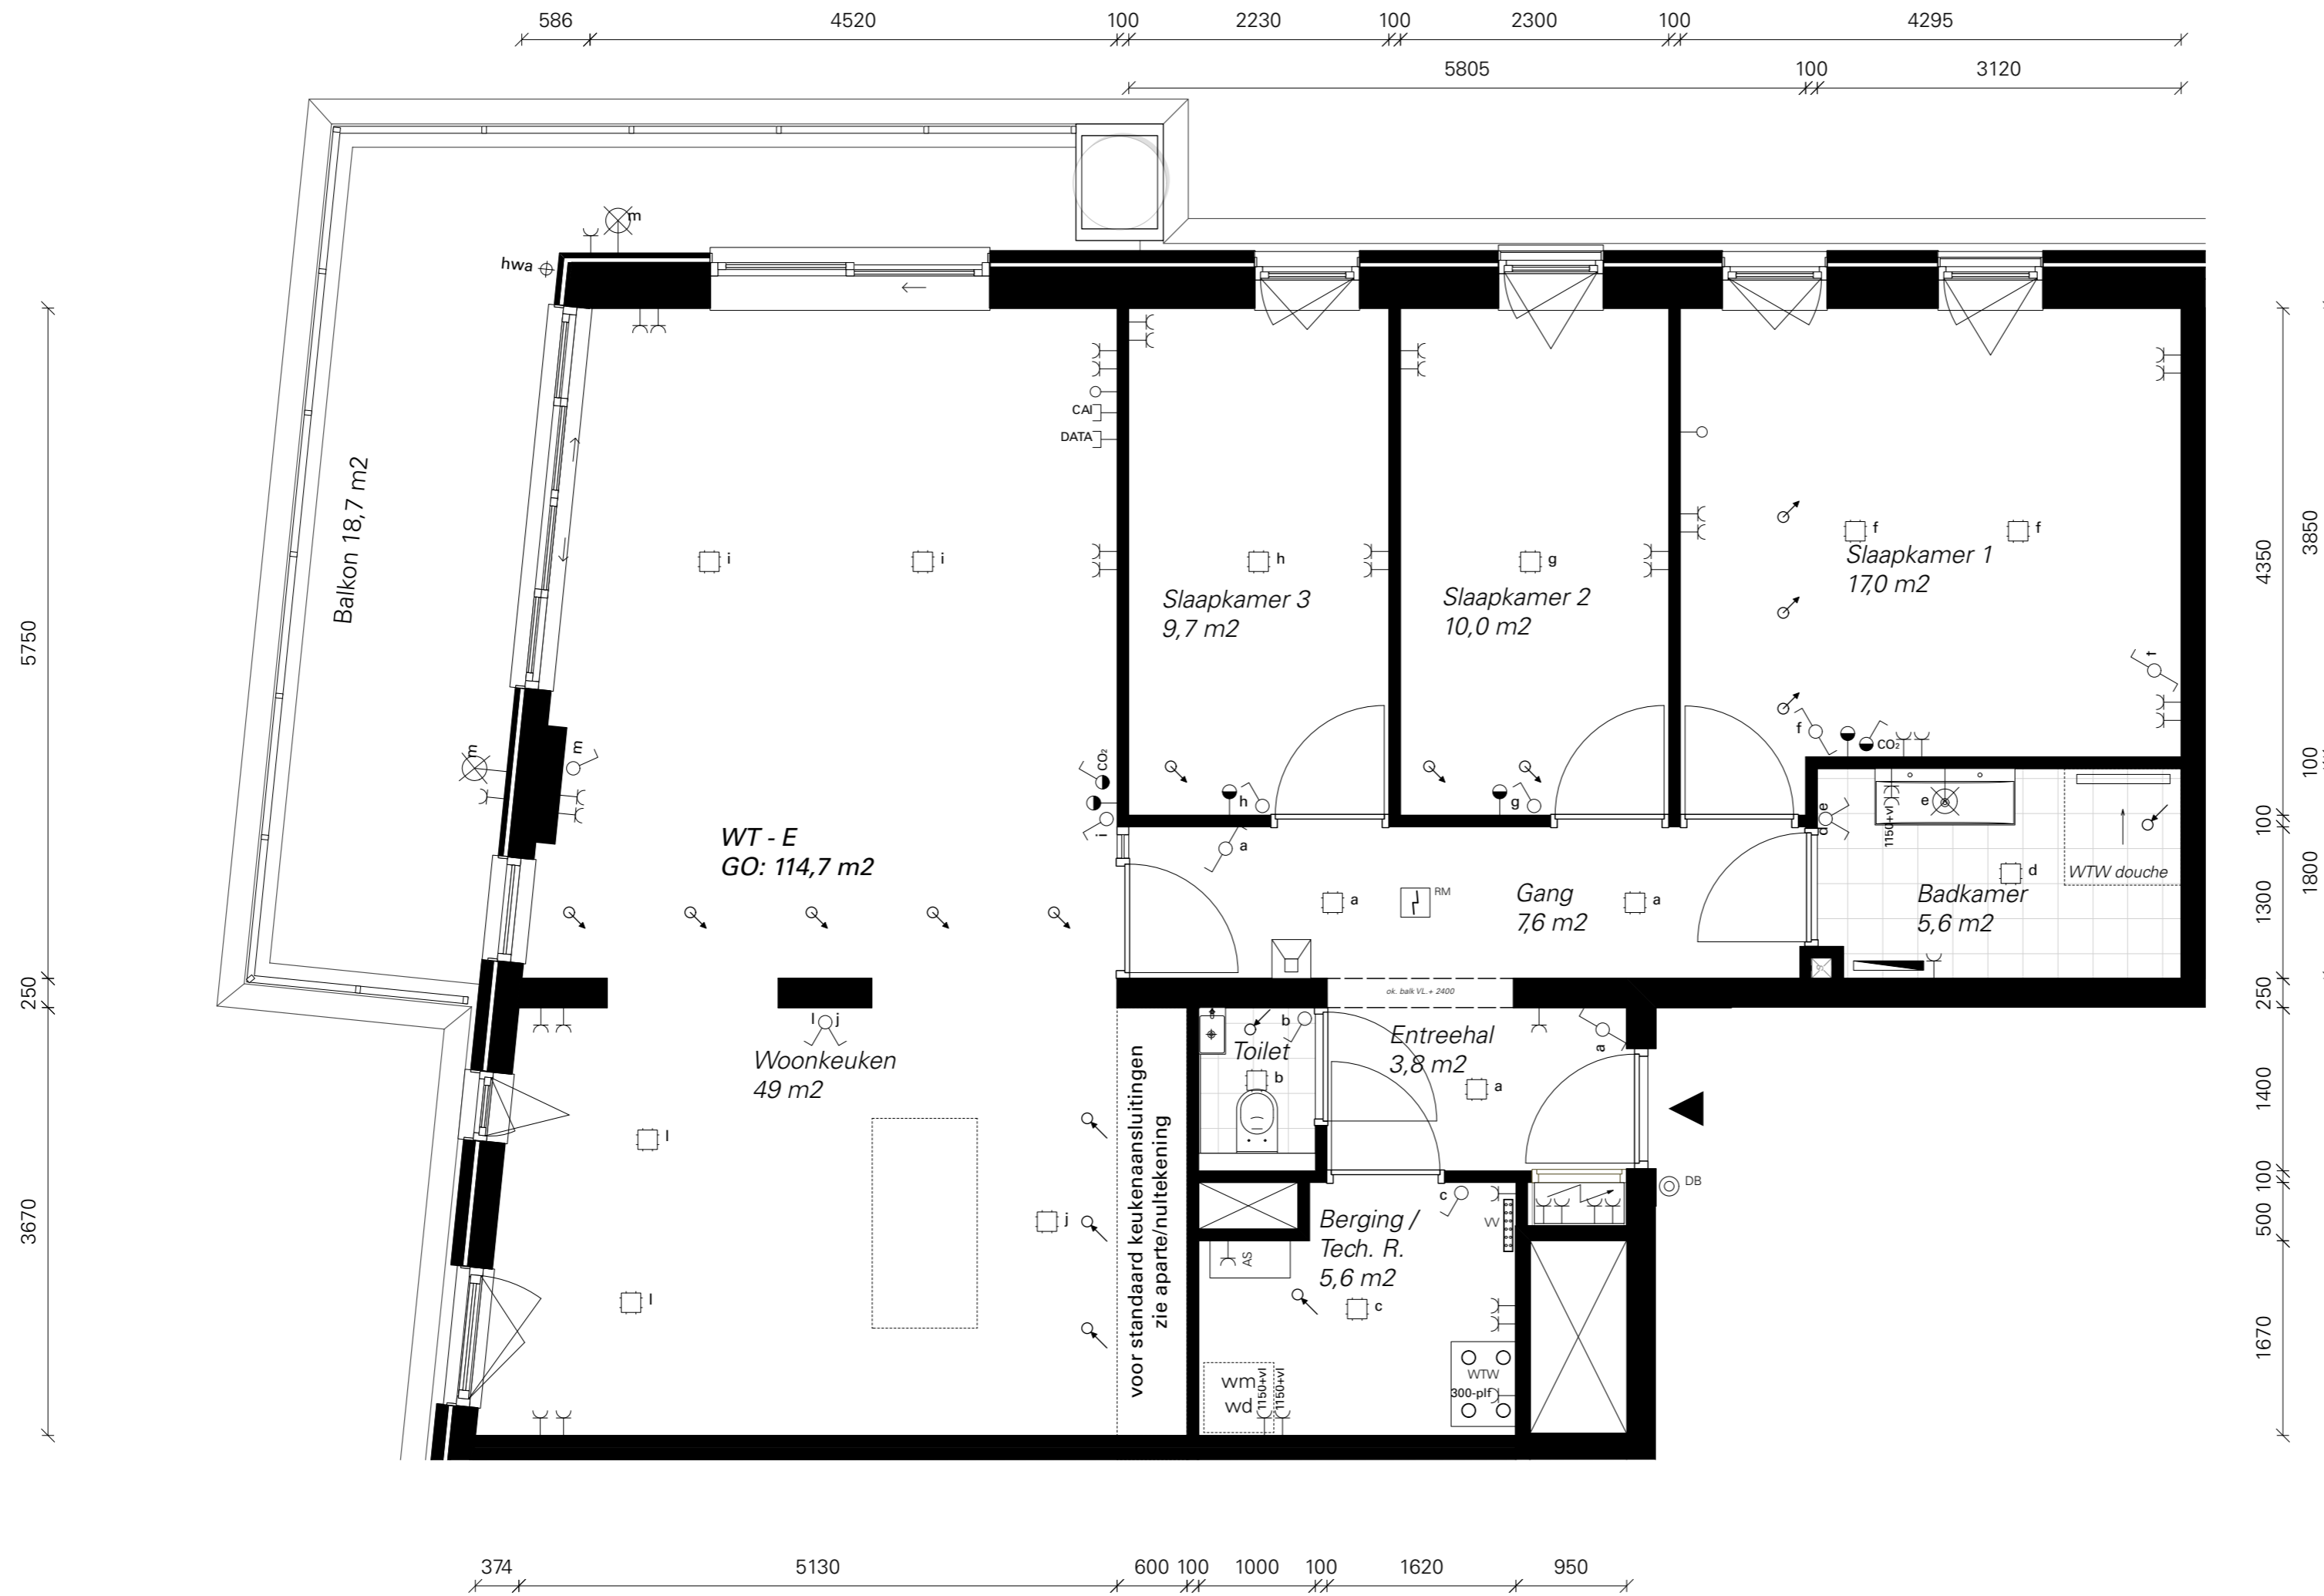 586 4520 100 2230 100 2300 100 4295
5805 100 3120
m
hwa
CAI
DATA
Balkon 18,7 m2
i
i
h
g
f
f
Slaapkamer 3
9,7 m2
Slaapkamer 2
10,0 m2
Slaapkamer 1
17,0 m2
f
5750
4350
3850
m
m
CO₂
i
h
g
f
CO₂
100
WT - E
GO: 114,7 m2
a
a
RM
a
Gang
7,6 m2
d e
1150+vl
e
d
WTW douche
Badkamer
5,6 m2
100
1300
1800
250
250
ok. balk VL.+ 2400
l j
Woonkeuken
49 m2
voor standaard keukenaansluitingen
zie aparte/nultekening
b
Toilet
b
Entreehal
3,8 m2
a
a
1400
l
j
l
3670
DB
100
500
1670
c
VV
Berging /
Tech. R.
5,6 m2
c
AS
wm
wd
1150+vl
1150+vl
WTW
300-plf
374 5130 600 100 1000 100 1620 950